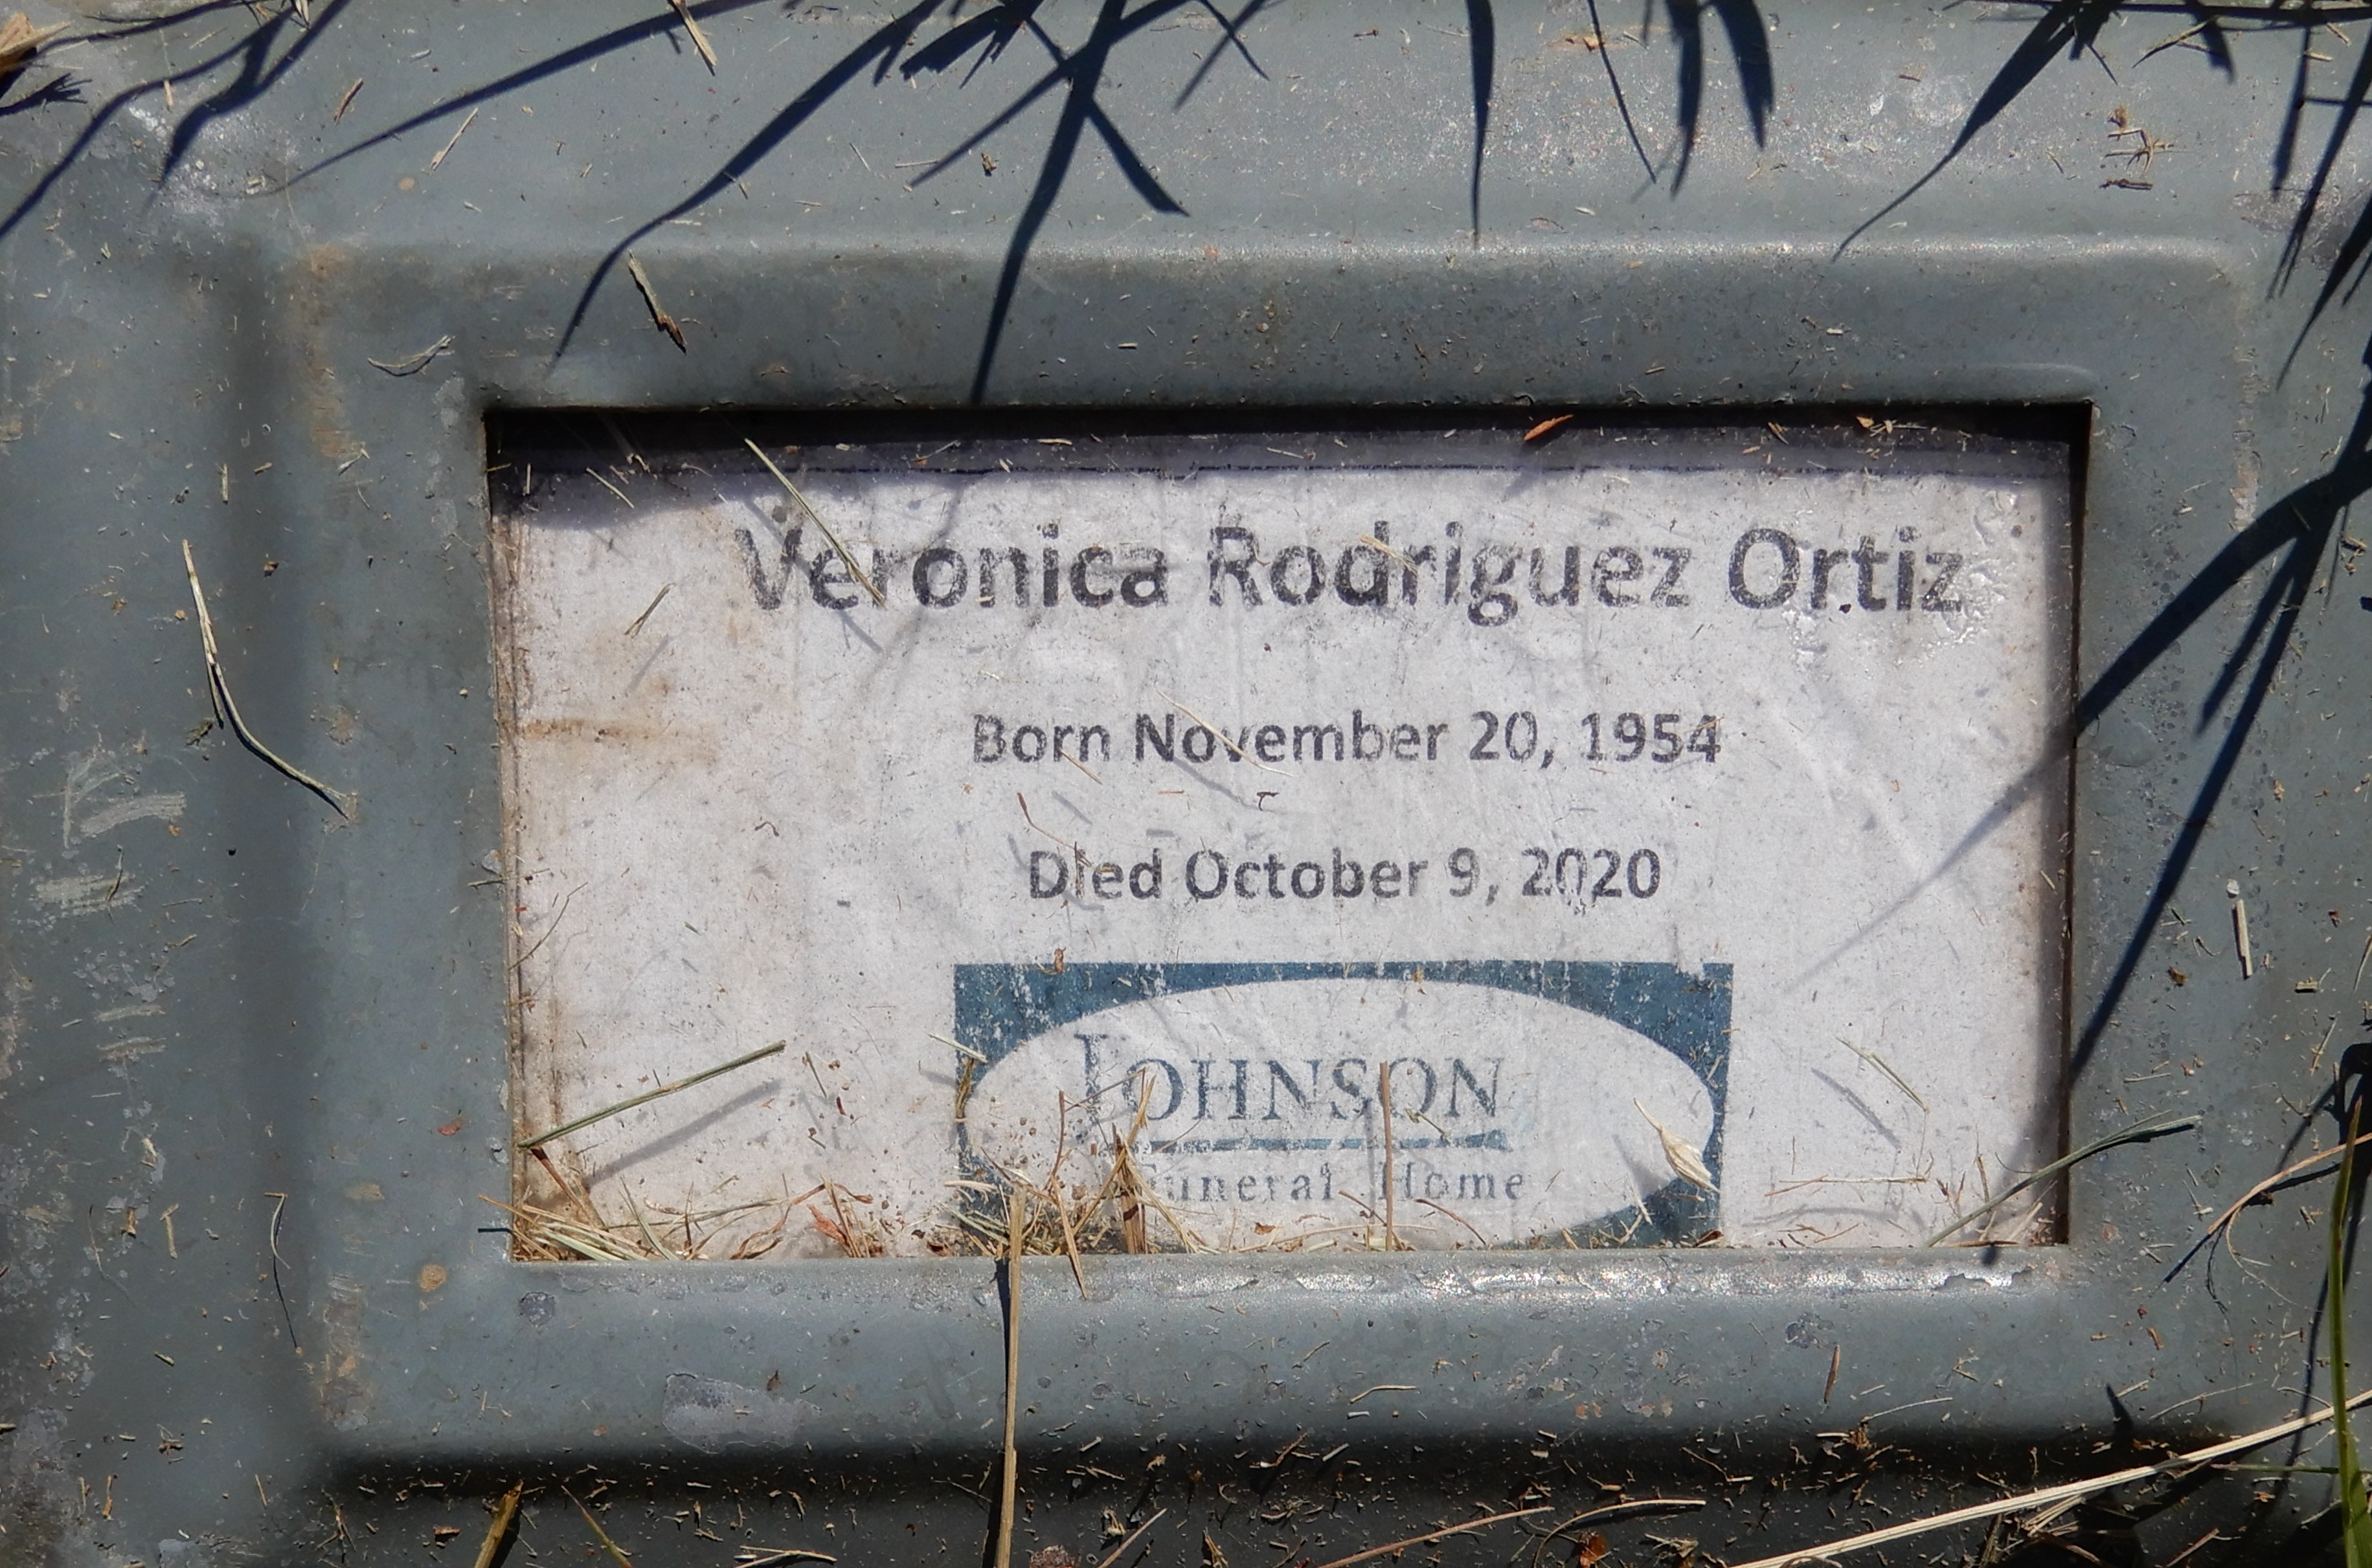 Veronica Rodriguez Ortiz
Born November 20, 1954
Died October 9, 2020
JOHNSON
Funeral Home